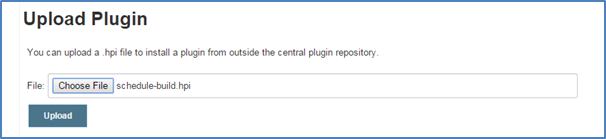 Upload Plugin
You can upload a .hpi file to install a plugin from outside the central plugin repository.
File: Choose File schedule-build.hpi
Upload